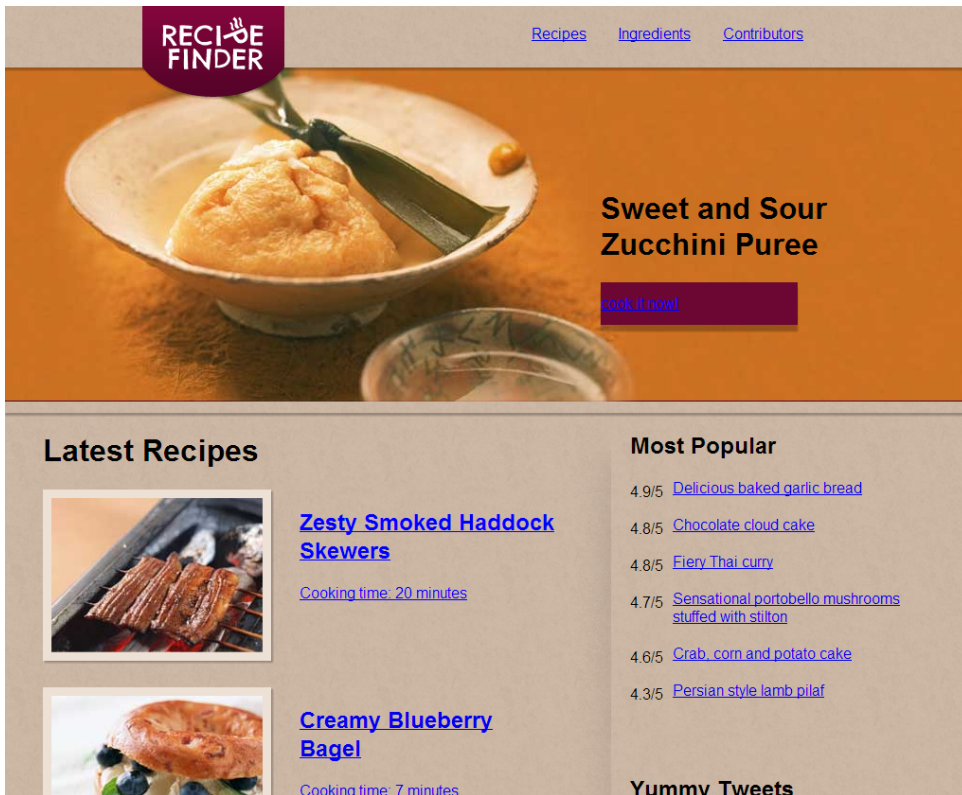 RECIPE
FINDER
Recipes Ingredients Contributors
Sweet and Sour
Zucchini Puree
cook it now!
Latest Recipes
Zesty Smoked Haddock
Skewers
Cooking time: 20 minutes
Creamy Blueberry
Bagel
Cooking time: 7 minutes
Most Popular
4.9/5 Delicious baked garlic bread
4.8/5 Chocolate cloud cake
4.8/5 Fiery Thai curry
4.7/5 Sensational portobello mushrooms
stuffed with stilton
4.6/5 Crab, corn and potato cake
4.3/5 Persian style lamb pilaf
Yummy Tweets